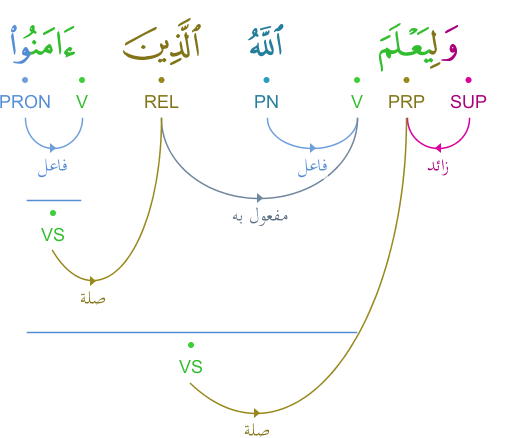 وَلِيَعْلَمَ ٱللَّهُ ٱلَّذِينَ ءَامَنُوا۟
SUP PRP V PN REL V PRON
زائد فاعل فاعل
مفعول به
VS
صلة
VS
صلة